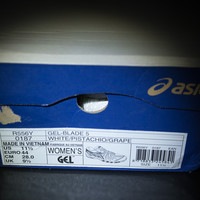 asi
R556Y
0187
GEL-BLADE 5
WHITE/PISTACHIO/GRAPE
MADE IN VIETNAM
US 11½
EURO 44
CM 28.0
UK 9½
WOMEN'S
GEL